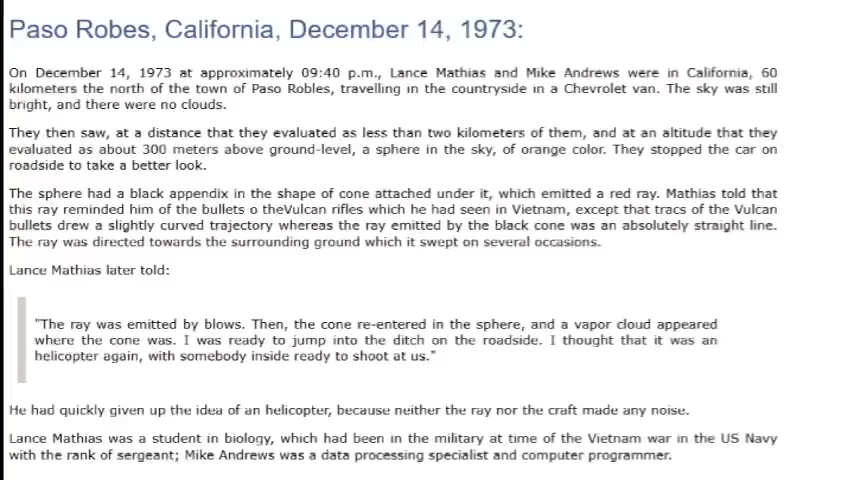 Paso Robes, California, December 14, 1973:
On December 14, 1973 at approximately 09:40 p.m., Lance Mathias and Mike Andrews were in California, 60
kilometers the north of the town of Paso Robles, travelling in the countryside in a Chevrolet van. The sky was still
bright, and there were no clouds.
They then saw, at a distance that they evaluated as less than two kilometers of them, and at an altitude that they
evaluated as about 300 meters above ground-level, a sphere in the sky, of orange color. They stopped the car on
roadside to take a better look.
The sphere had a black appendix in the shape of cone attached under it, which emitted a red ray. Mathias told that
this ray reminded him of the bullets o theVulcan rifles which he had seen in Vietnam, except that tracs of the Vulcan
bullets drew a slightly curved trajectory whereas the ray emitted by the black cone was an absolutely straight line.
The ray was directed towards the surrounding ground which it swept on several occasions.
Lance Mathias later told:
"The ray was emitted by blows. Then, the cone re-entered in the sphere, and a vapor cloud appeared
where the cone was. I was ready to jump into the ditch on the roadside. I thought that it was an
helicopter again, with somebody inside ready to shoot at us."
He had quickly given up the idea of an helicopter, because neither the ray nor the craft made any noise.
Lance Mathias was a student in biology, which had been in the military at time of the Vietnam war in the US Navy
with the rank of sergeant; Mike Andrews was a data processing specialist and computer programmer.